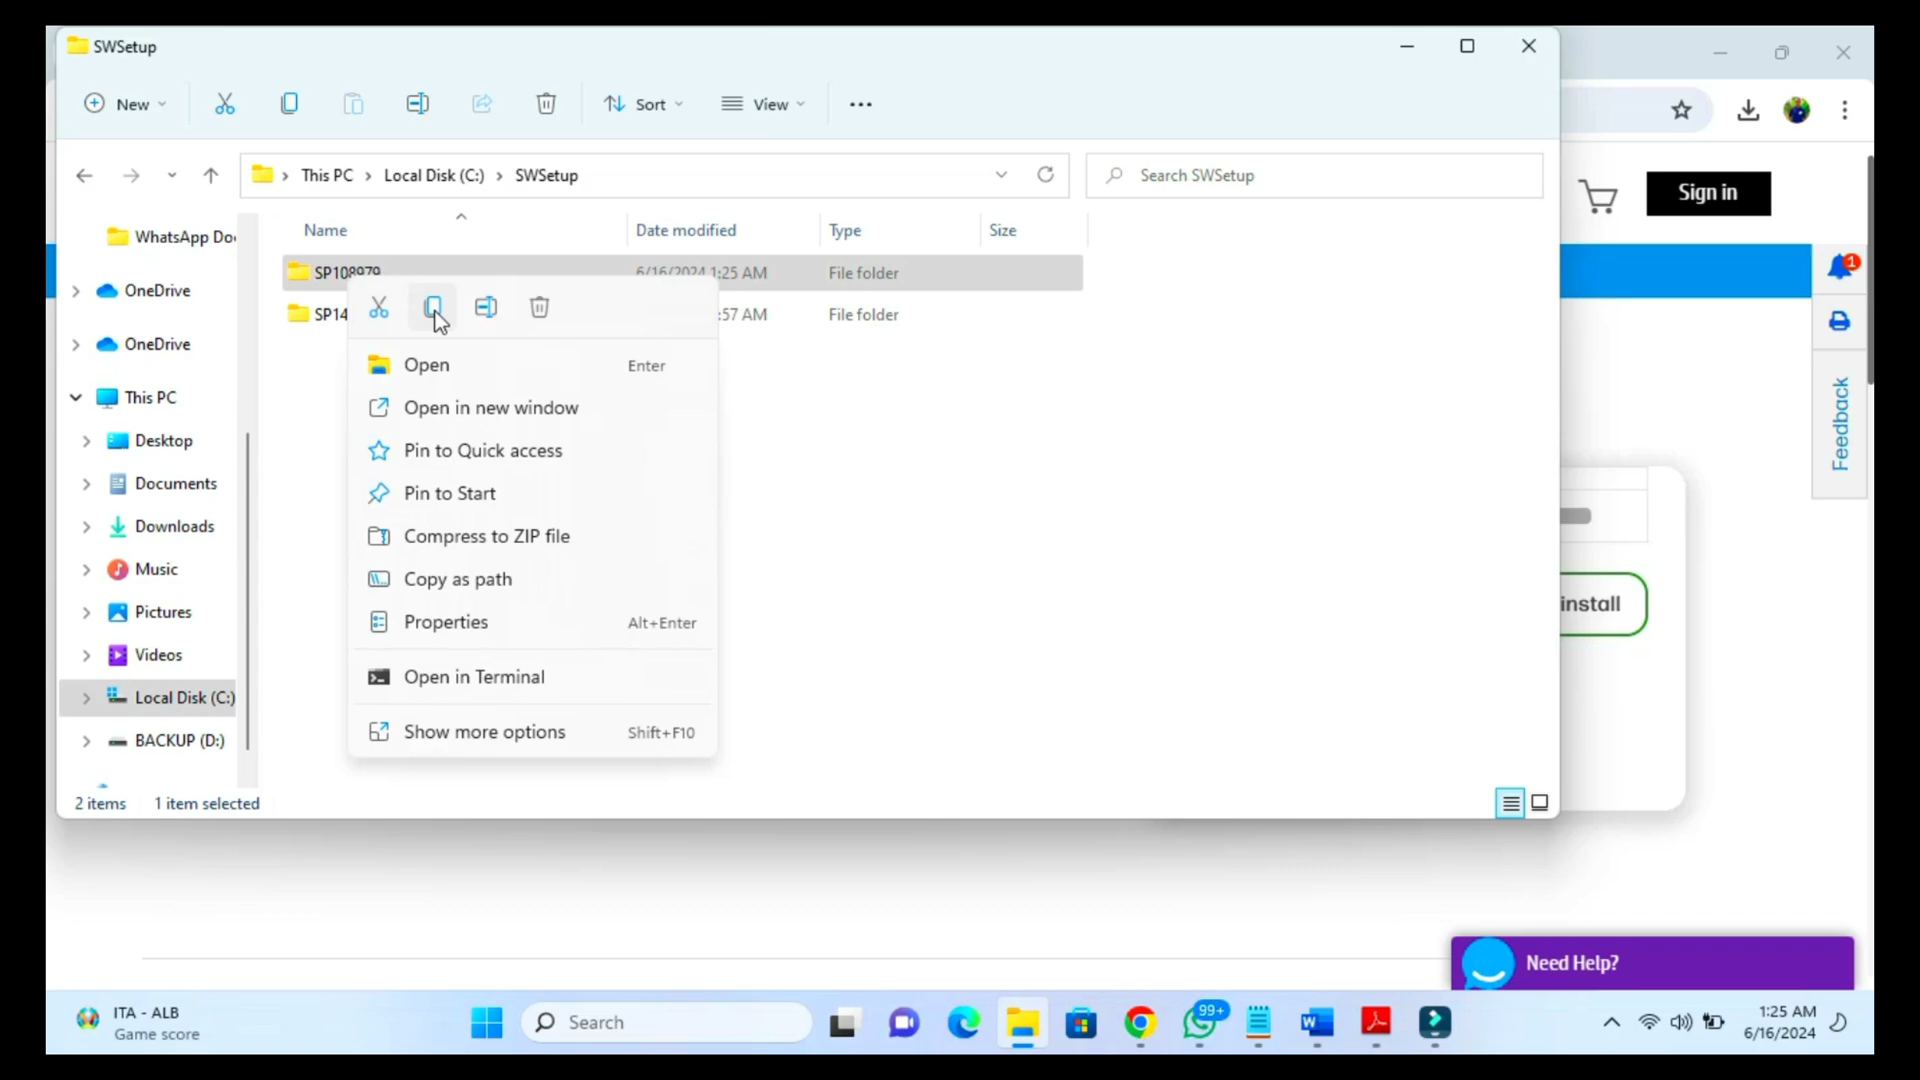 SWSetup
New
Sort
View
This PC
Local Disk (C:)
SWSetup
Search SWSetup
Sign in
1
Name
Date modified
Type
Size
WhatsApp Do
SP108979
6/16/2024 1:25 AM
File folder
OneDrive
SP14
:57 AM
File folder
OneDrive
This PC
Desktop
Documents
Downloads
Music
Pictures
Videos
Local Disk (C:)
BACKUP (D:)
Open
Enter
Open in new window
Pin to Quick access
Pin to Start
Compress to ZIP file
Copy as path
Properties
Alt+Enter
Open in Terminal
Show more options
Shift+F10
Feedback
install
2 items
1 item selected
Need Help?
ITA - ALB
Game score
Search
99+
W
1:25 AM
6/16/2024